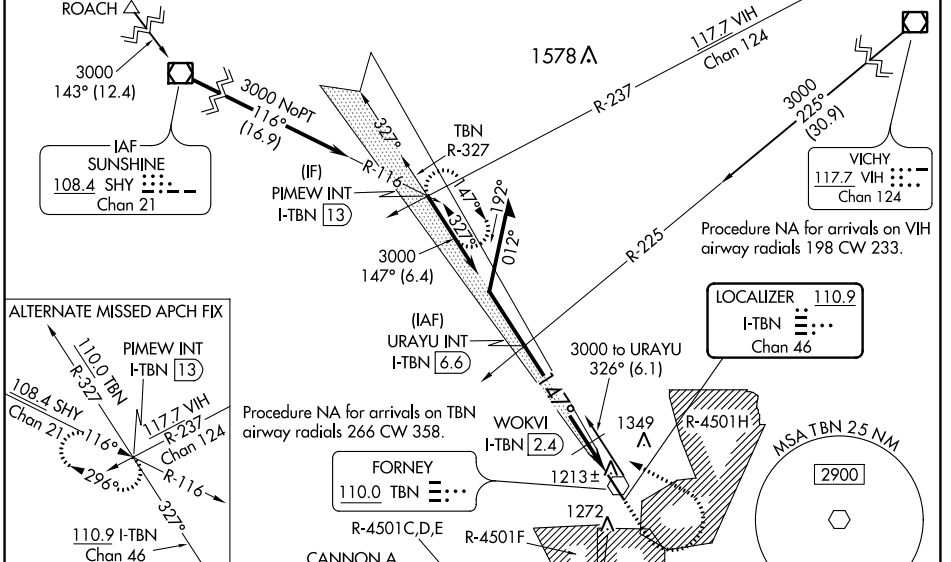 ROACH
3000
143° (12.4)
IAF
SUNSHINE
108.4 SHY
Chan 21
3000 NoPT
116°
(16.9)
R-116
(IF)
PIMEW INT
I-TBN 13
327°
TBN
R-327
1578
117.7 VIH
Chan 124
R-237
3000
225°
(30.9)
VICHY
117.7 VIH
Chan 124
Procedure NA for arrivals on VIH
airway radials 198 CW 233.
R-225
147°
327°
192°
012°
3000
147° (6.4)
(IAF)
URAYU INT
I-TBN 6.6
147°
3000 to URAYU
326° (6.1)
LOCALIZER 110.9
I-TBN
Chan 46
ALTERNATE MISSED APCH FIX
110.0 TBN
R-327
PIMEW INT
I-TBN 13
108.4 SHY
Chan 21
116°
117.7 VIH
R-237
Chan 124
296°
R-116
327°
110.9 I-TBN
Chan 46
Procedure NA for arrivals on TBN
airway radials 266 CW 358.
WOKVI
I-TBN 2.4
1349
R-4501H
FORNEY
110.0 TBN
1213±
1272
R-4501C,D,E
R-4501F
CANNON A
MSA TBN 25 NM
2900